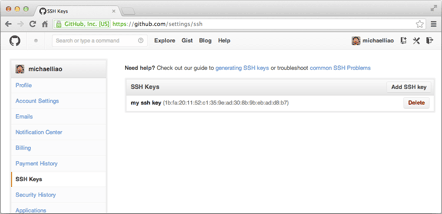 SSH Keys
GitHub, Inc. [US] https://github.com/settings/ssh
Search or type a command
Explore Gist Blog Help
michaelliao
michaelliao
Profile
Account Settings
Emails
Notification Center
Billing
Payment History
SSH Keys
Security History
Applications
Need help? Check out our guide to generating SSH keys or troubleshoot common SSH Problems
SSH Keys
Add SSH key
my ssh key
Delete